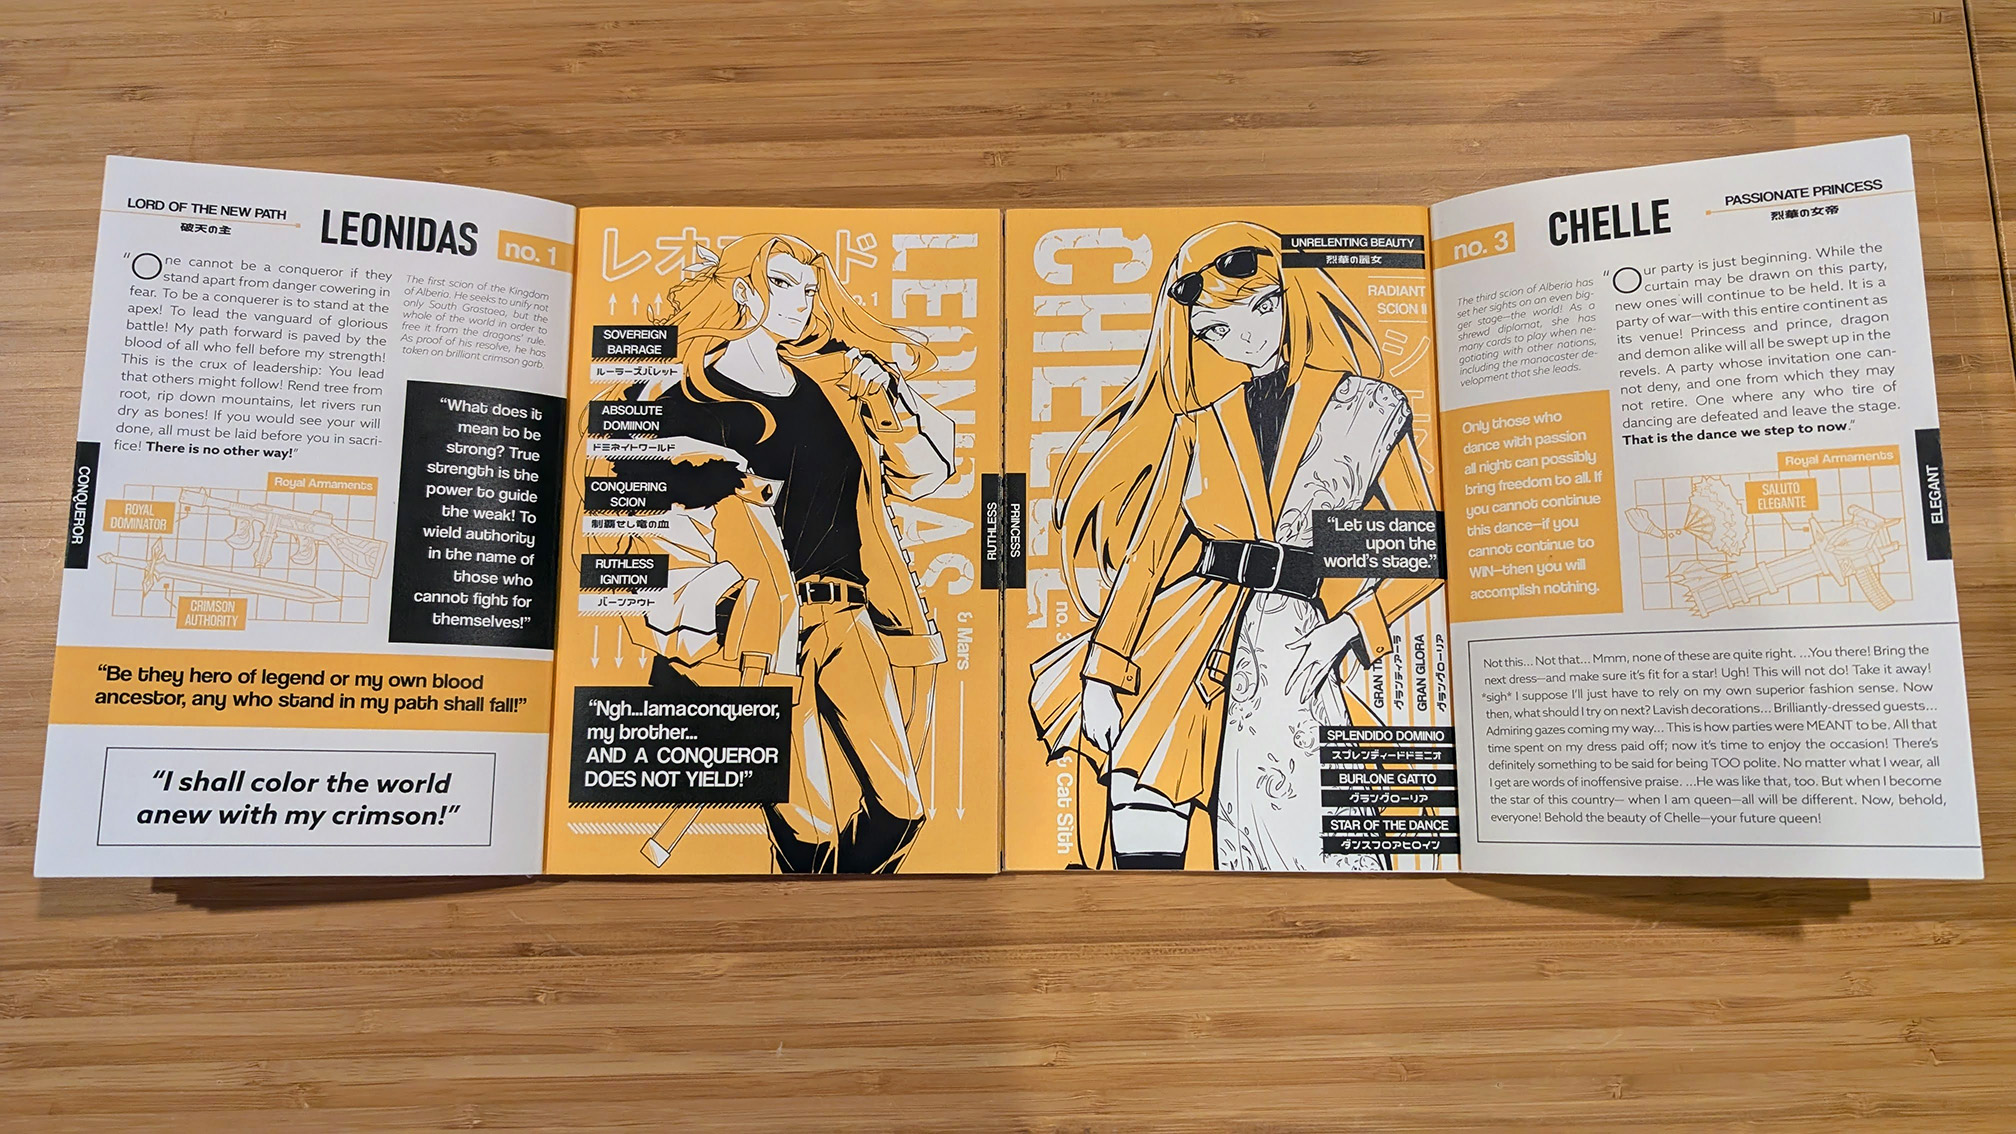 LORD OF THE NEW PATH
破天の主
LEONIDAS
no. 1
“One cannot be a conqueror if they
stand apart from danger cowering in
fear. To be a conquerer is to stand at the
apex! To lead the vanguard of glorious
battle! My path forward is paved by the
blood of all who fell before my strength!
This is the crux of leadership: You lead
that others might follow! Rend tree from
root, rip down mountains, let rivers run
dry as bones! If you would see your will
done, all must be laid before you in sacri-
fice! There is no other way!”
The first scion of the Kingdom
of Alberia. He seeks to unify not
only South Grastaea, but the
whole of the world in order to
free it from the dragons’ rule.
As proof of his resolve, he has
taken on brilliant crimson garb.
“What does it
mean to be
strong? True
strength is the
power to guide
the weak! To
wield authority
in the name of
those who
cannot fight for
themselves!”
CONQUEROR
Royal Armaments
ROYAL
DOMINATOR
CRIMSON
AUTHORITY
“Be they hero of legend or my own blood
ancestor, any who stand in my path shall fall!”
“I shall color the world
anew with my crimson!”
LEONIDAS
& Mars
SOVEREIGN
BARRAGE
ルーラーズバレット
ABSOLUTE
DOMIINON
ドミネイトワールド
CONQUERING
SCION
制覇せし竜の血
RUTHLESS
IGNITION
バーンアウト
“Ngh...Iamaconqueror,
my brother...
AND A CONQUEROR
DOES NOT YIELD!”
RUTHLESS
PRINCESS
CHELLE
no. 3
& Cat Sith
UNRELENTING BEAUTY
烈華の麗女
RADIANT
SCION II
“Let us dance
upon the
world’s stage.”
GRAN
グランディアーラ
GRAN GLORA
グラングローリア
SPLENDIDO DOMINIO
スプレンディードドミニオ
BURLONE GATTO
グラングローリア
STAR OF THE DANCE
ダンスフロアヒロイン
no. 3
CHELLE
PASSIONATE PRINCESS
烈華の女帝
The third scion of Alberia has
her sights on an even big-
ger stage—the world! As a
shrewd diplomat, she has
many cards to play when ne-
gotiating with other nations,
including the manacaster de-
velopment that she leads.
“Our party is just beginning. While the
curtain may be drawn on this party,
new ones will continue to be held. It is a
party of war—with this entire continent as
its venue! Princess and prince, dragon
and demon alike will all be swept up in the
revels. A party whose invitation one can-
not deny, and one from which they may
not retire. One where any who tire of
dancing are defeated and leave the stage.
That is the dance we step to now.”
Only those who
dance with passion
all night can possibly
bring freedom to all. If
you cannot continue
this dance—if you
cannot continue to
WIN—then you will
accomplish nothing.
Royal Armaments
SALUTO
ELEGANTE
ELEGANT
Not this... Not that... Mmm, none of these are quite right. ...You there! Bring the
next dress—and make sure it’s fit for a star! Ugh! This will not do! Take it away!
*sigh* I suppose I’ll just have to rely on my own superior fashion sense. Now
then, what should I try on next? Lavish decorations... Brilliantly-dressed guests...
Admiring gazes coming my way... This is how parties were MEANT to be. All that
time spent on my dress paid off; now it’s time to enjoy the occasion! There’s
definitely something to be said for being TOO polite. No matter what I wear, all
I get are words of inoffensive praise. ...He was like that, too. But when I become
the star of this country— when I am queen—all will be different. Now, behold,
everyone! Behold the beauty of Chelle—your future queen!